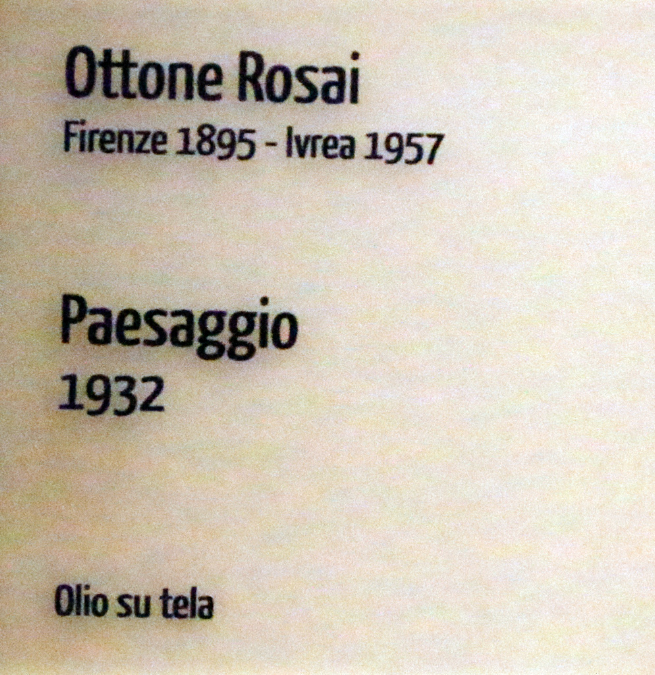 Ottone Rosai
Firenze 1895 - Ivrea 1957
Paesaggio
1932
Olio su tela